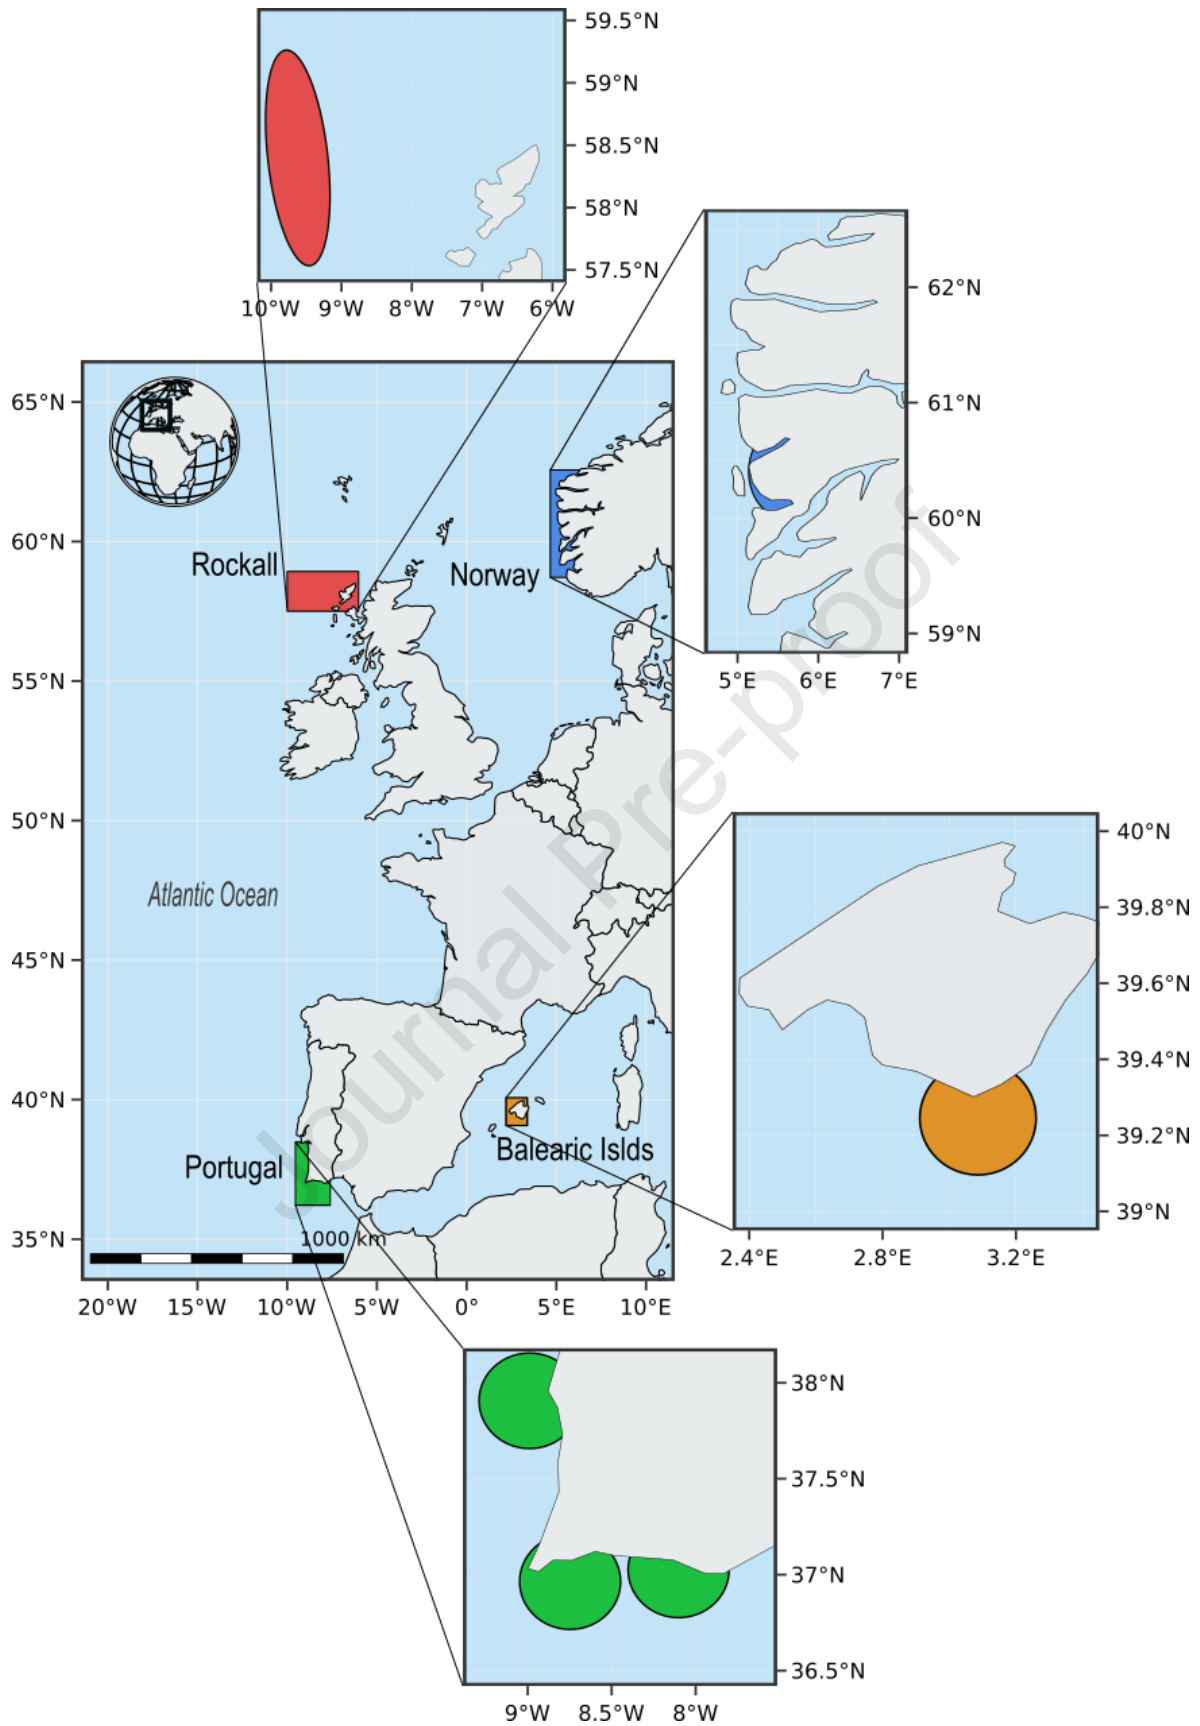 59.5°N
59°N
58.5°N
58°N
57.5°N
10°W 9°W 8°W 7°W 6°W
62°N
61°N
60°N
59°N
5°E 6°E 7°E
65°N
60°N
55°N
50°N
45°N
40°N
35°N
Rockall
Norway
Atlantic Ocean
Balearic Islds
Portugal
1000 km
20°W 15°W 10°W 5°W 0° 5°E 10°E
40°N
39.8°N
39.6°N
39.4°N
39.2°N
39°N
2.4°E 2.8°E 3.2°E
38°N
37.5°N
37°N
36.5°N
9°W 8.5°W 8°W
Journal Pre-proof